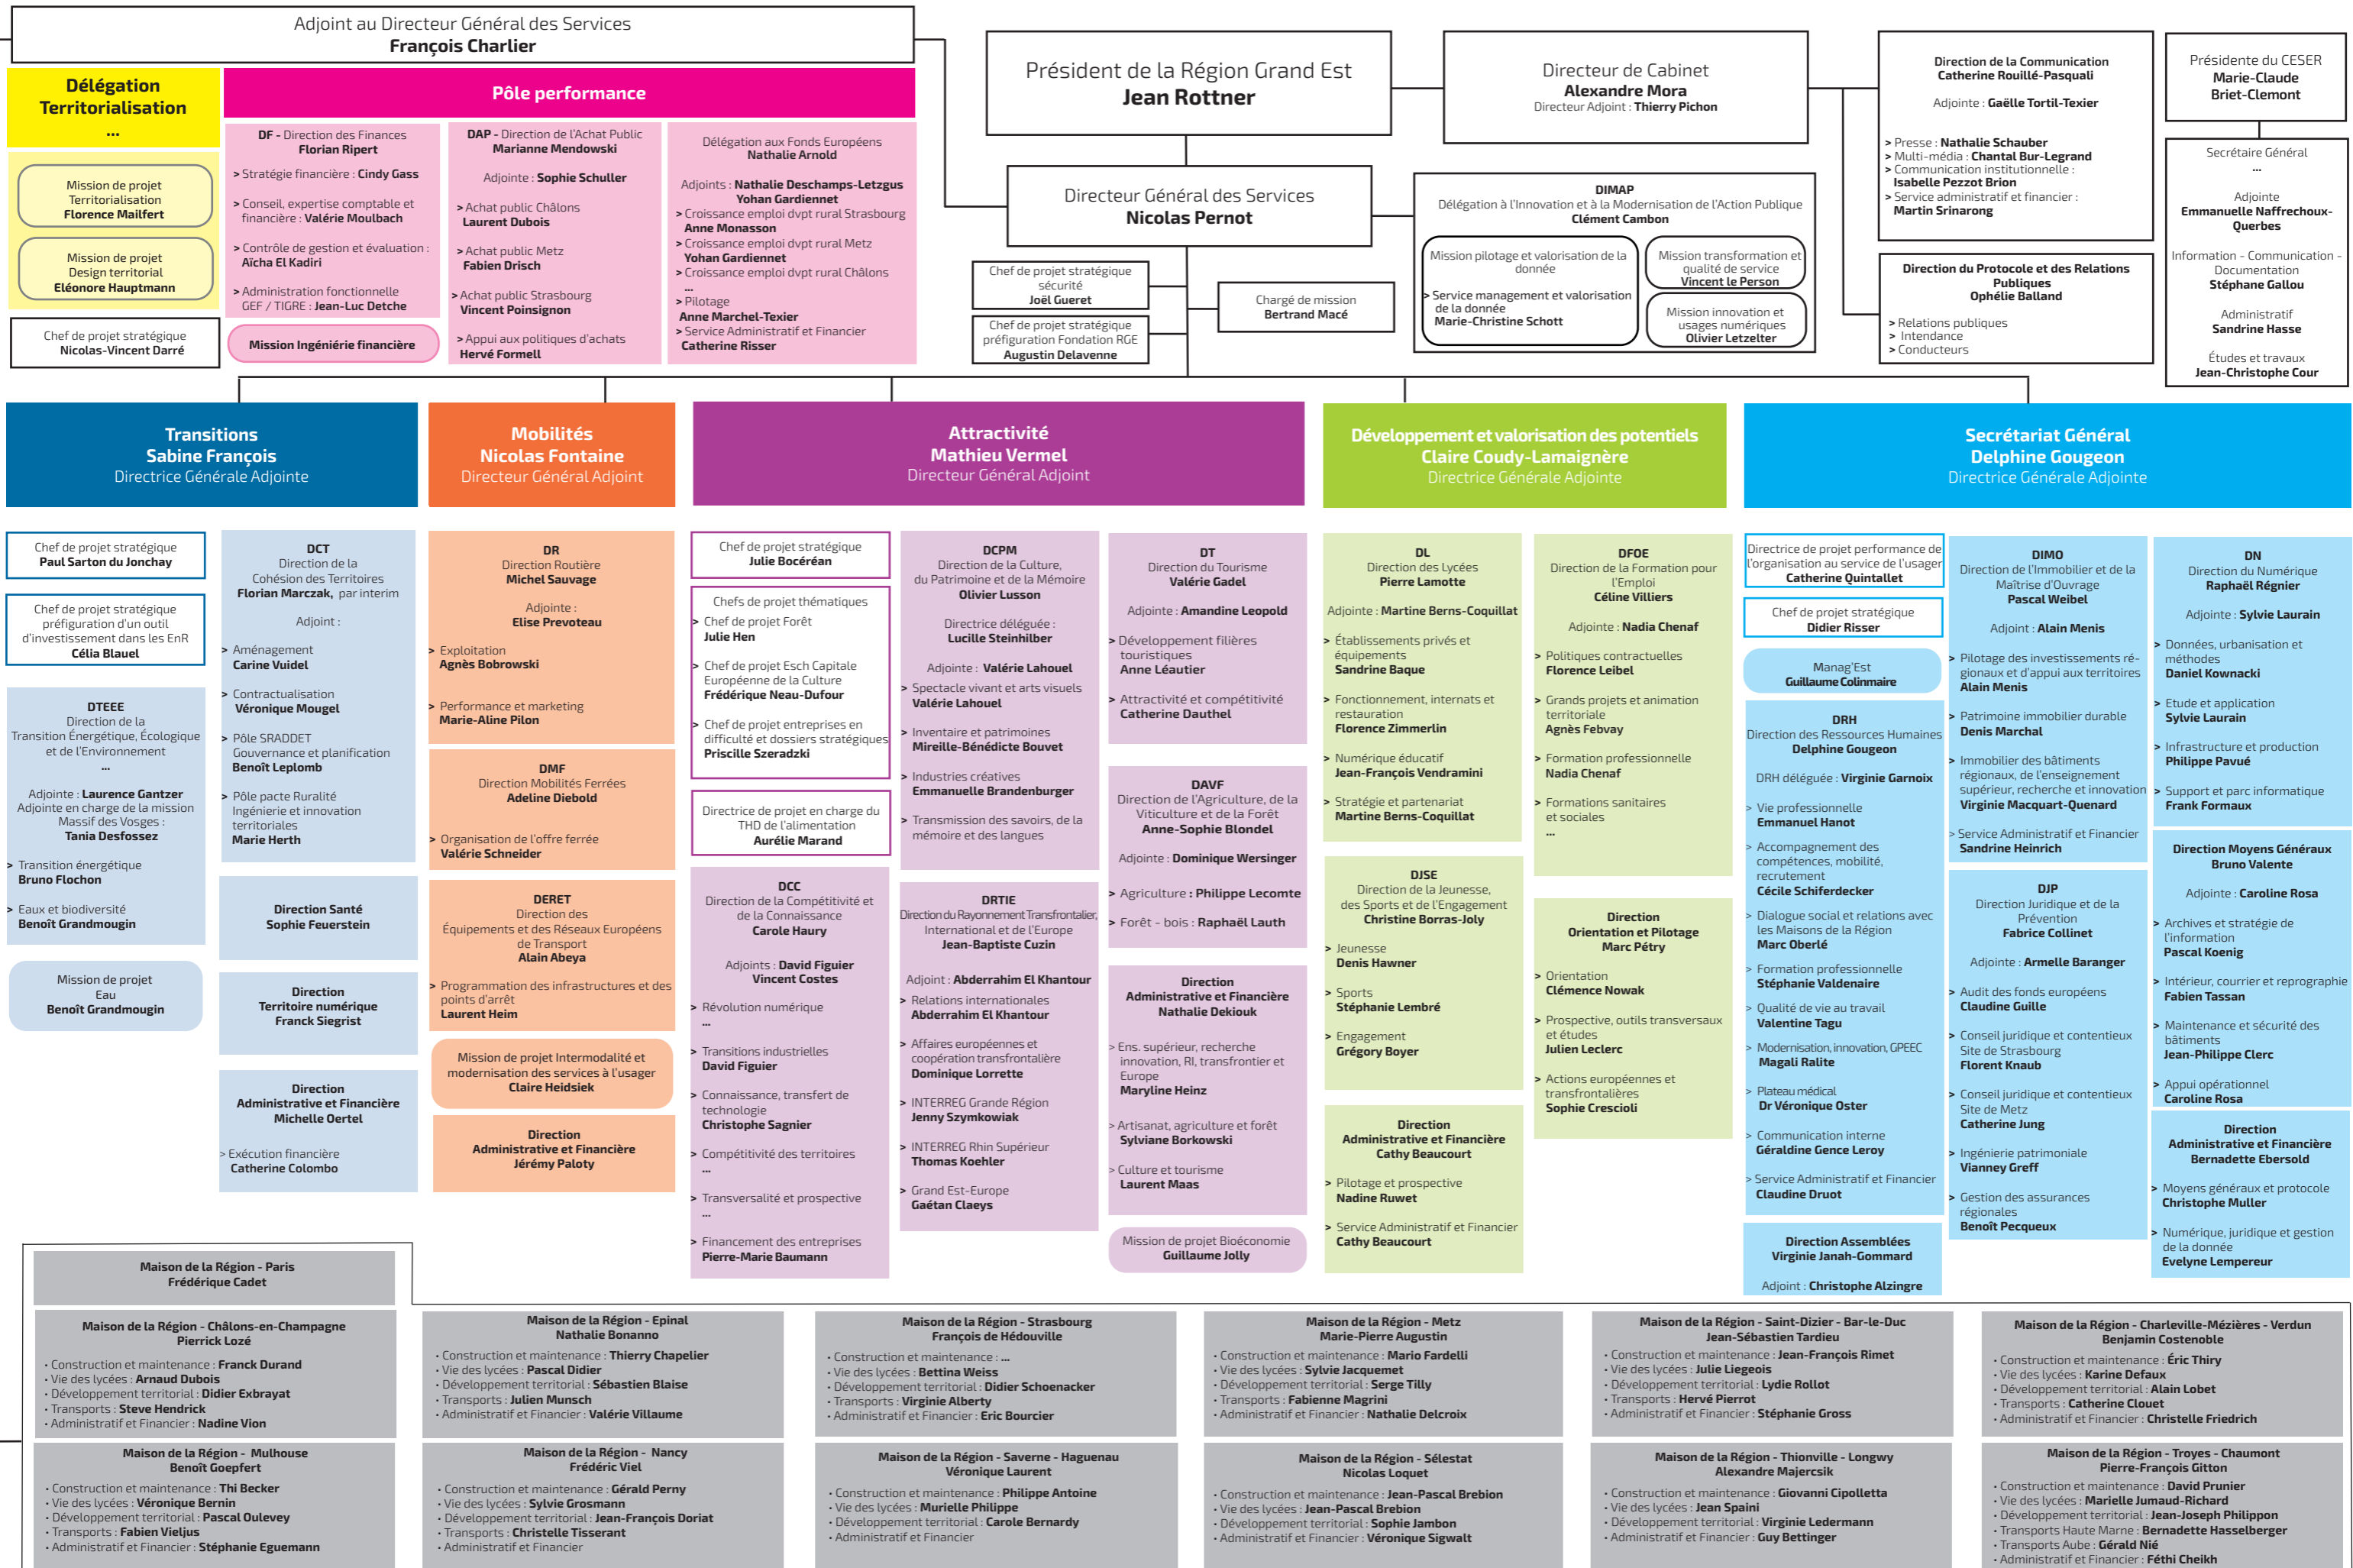 Adjoint au Directeur Général des Services
François Charlier
Délégation
Territorialisation
...
Mission de projet
Territorialisation
Florence Mailfert
Mission de projet
Design territorial
Eléonore Hauptmann
Chef de projet stratégique
Nicolas-Vincent Darré
Pôle performance
DF - Direction des Finances
Florian Ripert
> Stratégie financière : Cindy Gass
> Conseil, expertise comptable et
financière : Valérie Moulbach
> Contrôle de gestion et évaluation :
Aïcha El Kadiri
> Administration fonctionnelle
GEF / TIGRE : Jean-Luc Detche
Mission Ingéniérie financière
DAP - Direction de l'Achat Public
Marianne Mendowski
Adjointe : Sophie Schuller
> Achat public Châlons
Laurent Dubois
> Achat public Metz
Fabien Drisch
> Achat public Strasbourg
Vincent Poinsignon
> Appui aux politiques d'achats
Hervé Formell
Délégation aux Fonds Européens
Nathalie Arnold
Adjoints : Nathalie Deschamps-Letzgus
Yohan Gardiennet
> Croissance emploi dvpt rural Strasbourg
Anne Monasson
> Croissance emploi dvpt rural Metz
Yohan Gardiennet
> Croissance emploi dvpt rural Châlons
...
> Pilotage
Anne Marchel-Texier
> Service Administratif et Financier
Catherine Risser
Président de la Région Grand Est
Jean Rottner
Directeur Général des Services
Nicolas Pernot
Chef de projet stratégique
sécurité
Joël Gueret
Chef de projet stratégique
préfiguration Fondation RGE
Augustin Delavenne
Chargé de mission
Bertrand Macé
Directeur de Cabinet
Alexandre Mora
Directeur Adjoint : Thierry Pichon
DIMAP
Délégation à l'Innovation et à la Modernisation de l'Action Publique
Clément Cambon
Mission pilotage et valorisation de la
donnée
> Service management et valorisation
de la donnée
Marie-Christine Schott
Mission transformation et
qualité de service
Vincent le Person
Mission innovation et
usages numériques
Olivier Letzelter
Direction de la Communication
Catherine Rouillé-Pasquali
Adjointe : Gaëlle Tortil-Texier
> Presse : Nathalie Schauber
> Multi-média : Chantal Bur-Legrand
> Communication institutionnelle :
Isabelle Pezzot Brion
> Service administratif et financier :
Martin Srinarong
Direction du Protocole et des Relations
Publiques
Ophélie Balland
> Relations publiques
> Intendance
> Conducteurs
Présidente du CESER
Marie-Claude
Briet-Clemont
Secrétaire Général
...
Adjointe
Emmanuelle Naffrechoux-
Querbes
Information - Communication -
Documentation
Stéphane Gallou
Administratif
Sandrine Hasse
Études et travaux
Jean-Christophe Cour
Transitions
Sabine François
Directrice Générale Adjointe
Mobilités
Nicolas Fontaine
Directeur Général Adjoint
Attractivité
Mathieu Vermel
Directeur Général Adjoint
Développement et valorisation des potentiels
Claire Coudy-Lamaignère
Directrice Générale Adjointe
Secrétariat Général
Delphine Gougeon
Directrice Générale Adjointe
Chef de projet stratégique
Paul Sarton du Jonchay
Chef de projet stratégique
préfiguration d'un outil
d'investissement dans les EnR
Célia Blauel
DTEEE
Direction de la
Transition Énergétique, Écologique
et de l'Environnement
...
Adjointe : Laurence Gantzer
Adjointe en charge de la mission
Massif des Vosges :
Tania Desfossez
> Transition énergétique
Bruno Flochon
> Eaux et biodiversité
Benoît Grandmougin
Mission de projet
Eau
Benoît Grandmougin
DCT
Direction de la
Cohésion des Territoires
Florian Marczak, par interim
Adjoint :
> Aménagement
Carine Vuidel
> Contractualisation
Véronique Mougel
> Pôle SRADDET
Gouvernance et planification
Benoît Leplomb
> Pôle pacte Ruralité
Ingénierie et innovation
territoriales
Marie Herth
Direction Santé
Sophie Feuerstein
Direction
Territoire numérique
Franck Siegrist
Direction
Administrative et Financière
Michelle Oertel
> Exécution financière
Catherine Colombo
DR
Direction Routière
Michel Sauvage
Adjointe :
Elise Prevoteau
> Exploitation
Agnès Bobrowski
> Performance et marketing
Marie-Aline Pilon
DMF
Direction Mobilités Ferrées
Adeline Diebold
> Organisation de l'offre ferrée
Valérie Schneider
DERET
Direction des
Équipements et des Réseaux Européens
de Transport
Alain Abeya
> Programmation des infrastructures et des
points d'arrêt
Laurent Heim
Mission de projet Intermodalité et
modernisation des services à l'usager
Claire Heidsiek
Direction
Administrative et Financière
Jérémy Paloty
Chef de projet stratégique
Julie Bocéréan
Chefs de projet thématiques
> Chef de projet Forêt
Julie Hen
> Chef de projet Esch Capitale
Européenne de la Culture
Frédérique Neau-Dufour
> Chef de projet entreprises en
difficulté et dossiers stratégiques
Priscille Szeradzki
Directrice de projet en charge du
THD de l'alimentation
Aurélie Marand
DCC
Direction de la Compétitivité et
de la Connaissance
Carole Haury
Adjoints : David Figuier
Vincent Costes
> Révolution numérique
...
> Transitions industrielles
David Figuier
> Connaissance, transfert de
technologie
Christophe Sagnier
> Compétitivité des territoires
...
> Transversalité et prospective
...
> Financement des entreprises
Pierre-Marie Baumann
DCPM
Direction de la Culture,
du Patrimoine et de la Mémoire
Olivier Lusson
Directrice déléguée :
Lucille Steinhilber
Adjointe : Valérie Lahouel
> Spectacle vivant et arts visuels
Valérie Lahouel
> Inventaire et patrimoines
Mireille-Bénédicte Bouvet
> Industries créatives
Emmanuelle Brandenburger
> Transmission des savoirs, de la
mémoire et des langues
DRTIE
Direction du Rayonnement Transfrontalier,
International et de l'Europe
Jean-Baptiste Cuzin
Adjoint : Abderrahim El Khantour
> Relations internationales
Abderrahim El Khantour
> Affaires européennes et
coopération transfrontalière
Dominique Lorrette
> INTERREG Grande Région
Jenny Szymkowiak
> INTERREG Rhin Supérieur
Thomas Koehler
> Grand Est-Europe
Gaétan Claeys
DT
Direction du Tourisme
Valérie Gadel
Adjointe : Amandine Leopold
> Développement filières
touristiques
Anne Léautier
> Attractivité et compétitivité
Catherine Dauthel
DAVF
Direction de l'Agriculture, de la
Viticulture et de la Forêt
Anne-Sophie Blondel
Adjointe : Dominique Wersinger
> Agriculture : Philippe Lecomte
> Forêt - bois : Raphaël Lauth
Direction
Administrative et Financière
Nathalie Dekiouk
> Ens. supérieur, recherche
innovation, RI, transfrontier et
Europe
Maryline Heinz
> Artisanat, agriculture et forêt
Sylviane Borkowski
> Culture et tourisme
Laurent Maas
Mission de projet Bioéconomie
Guillaume Jolly
DL
Direction des Lycées
Pierre Lamotte
Adjointe : Martine Berns-Coquillat
> Établissements privés et
équipements
Sandrine Baque
> Fonctionnement, internats et
restauration
Florence Zimmerlin
> Numérique éducatif
Jean-François Vendramini
> Stratégie et partenariat
Martine Berns-Coquillat
DJSE
Direction de la Jeunesse,
des Sports et de l'Engagement
Christine Borras-Joly
> Jeunesse
Denis Hawner
> Sports
Stéphanie Lembré
> Engagement
Grégory Boyer
Direction
Administrative et Financière
Cathy Beaucourt
> Pilotage et prospective
Nadine Ruwet
> Service Administratif et Financier
Cathy Beaucourt
DFOE
Direction de la Formation pour
l'Emploi
Céline Villiers
Adjointe : Nadia Chenaf
> Politiques contractuelles
Florence Leibel
> Grands projets et animation
territoriale
Agnès Febvay
> Formation professionnelle
Nadia Chenaf
> Formations sanitaires
et sociales
...
Direction
Orientation et Pilotage
Marc Pétry
> Orientation
Clémence Nowak
> Prospective, outils transversaux
et études
Julien Leclerc
> Actions européennes et
transfrontalières
Sophie Crescioli
Directrice de projet performance de
l'organisation au service de l'usager
Catherine Quintallet
Chef de projet stratégique
Didier Risser
Manag'Est
Guillaume Colinmaire
DRH
Direction des Ressources Humaines
Delphine Gougeon
DRH déléguée : Virginie Garnoix
> Vie professionnelle
Emmanuel Hanot
> Accompagnement des
compétences, mobilité,
recrutement
Cécile Schiferdecker
> Dialogue social et relations avec
les Maisons de la Région
Marc Oberlé
> Formation professionnelle
Stéphanie Valdenaire
> Qualité de vie au travail
Valentine Tagu
> Modernisation, innovation, GPEEC
Magali Ralite
> Plateau médical
Dr Véronique Oster
> Communication interne
Géraldine Gence Leroy
> Service Administratif et Financier
Claudine Druot
Direction Assemblées
Virginie Janah-Gommard
Adjoint : Christophe Alzingre
DIMO
Direction de l'Immobilier et de la
Maîtrise d'Ouvrage
Pascal Weibel
Adjoint : Alain Menis
> Pilotage des investissements ré-
gionaux et d'appui aux territoires
Alain Menis
> Patrimoine immobilier durable
Denis Marchal
> Immobilier des bâtiments
régionaux, de l'enseignement
supérieur, recherche et innovation
Virginie Macquart-Quenard
> Service Administratif et Financier
Sandrine Heinrich
DJP
Direction Juridique et de la
Prévention
Fabrice Collinet
Adjointe : Armelle Baranger
> Audit des fonds européens
Claudine Guille
> Conseil juridique et contentieux
Site de Strasbourg
Florent Knaub
> Conseil juridique et contentieux
Site de Metz
Catherine Jung
> Ingénierie patrimoniale
Vianney Greff
> Gestion des assurances
régionales
Benoît Pecqueux
DN
Direction du Numérique
Raphaël Régnier
Adjointe : Sylvie Laurain
> Données, urbanisation et
méthodes
Daniel Kownacki
> Etude et application
Sylvie Laurain
> Infrastructure et production
Philippe Pavué
> Support et parc informatique
Frank Formaux
Direction Moyens Généraux
Bruno Valente
Adjointe : Caroline Rosa
> Archives et stratégie de
l'information
Pascal Koenig
> Intérieur, courrier et reprographie
Fabien Tassan
> Maintenance et sécurité des
bâtiments
Jean-Philippe Clerc
> Appui opérationnel
Caroline Rosa
Direction
Administrative et Financière
Bernadette Ebersold
> Moyens généraux et protocole
Christophe Muller
> Numérique, juridique et gestion
de la donnée
Evelyne Lempereur
Maison de la Région - Paris
Frédérique Cadet
Maison de la Région - Châlons-en-Champagne
Pierrick Lozé
• Construction et maintenance : Franck Durand
• Vie des lycées : Arnaud Dubois
• Développement territorial : Didier Exbrayat
• Transports : Steve Hendrick
• Administratif et Financier : Nadine Vion
Maison de la Région - Epinal
Nathalie Bonanno
• Construction et maintenance : Thierry Chapelier
• Vie des lycées : Pascal Didier
• Développement territorial : Sébastien Blaise
• Transports : Julien Munsch
• Administratif et Financier : Valérie Villaume
Maison de la Région - Strasbourg
François de Hédouville
• Construction et maintenance : ...
• Vie des lycées : Bettina Weiss
• Développement territorial : Didier Schoenacker
• Transports : Virginie Alberty
• Administratif et Financier : Eric Bourcier
Maison de la Région - Metz
Marie-Pierre Augustin
• Construction et maintenance : Mario Fardelli
• Vie des lycées : Sylvie Jacquemet
• Développement territorial : Serge Tilly
• Transports : Fabienne Magrini
• Administratif et Financier : Nathalie Delcroix
Maison de la Région - Saint-Dizier - Bar-le-Duc
Jean-Sébastien Tardieu
• Construction et maintenance : Jean-François Rimet
• Vie des lycées : Julie Liegeois
• Développement territorial : Lydie Rollot
• Transports : Hervé Pierrot
• Administratif et Financier : Stéphanie Gross
Maison de la Région - Charleville-Mézières - Verdun
Benjamin Costenoble
• Construction et maintenance : Éric Thiry
• Vie des lycées : Karine Defaux
• Développement territorial : Alain Lobet
• Transports : Catherine Clouet
• Administratif et Financier : Christelle Friedrich
Maison de la Région - Mulhouse
Benoît Goepfert
• Construction et maintenance : Thi Becker
• Vie des lycées : Véronique Bernin
• Développement territorial : Pascal Oulevey
• Transports : Fabien Vieljus
• Administratif et Financier : Stéphanie Eguemann
Maison de la Région - Nancy
Frédéric Viel
• Construction et maintenance : Gérald Perny
• Vie des lycées : Sylvie Grosmann
• Développement territorial : Jean-François Doriat
• Transports : Christelle Tisserant
• Administratif et Financier
Maison de la Région - Saverne - Haguenau
Véronique Laurent
• Construction et maintenance : Philippe Antoine
• Vie des lycées : Murielle Philippe
• Développement territorial : Carole Bernardy
• Administratif et Financier
Maison de la Région - Sélestat
Nicolas Loquet
• Construction et maintenance : Jean-Pascal Brebion
• Vie des lycées : Jean-Pascal Brebion
• Développement territorial : Sophie Jambon
• Administratif et Financier : Véronique Sigwalt
Maison de la Région - Thionville - Longwy
Alexandre Majercsik
• Construction et maintenance : Giovanni Cipolletta
• Vie des lycées : Jean Spaini
• Développement territorial : Virginie Ledermann
• Administratif et Financier : Guy Bettinger
Maison de la Région - Troyes - Chaumont
Pierre-François Gitton
• Construction et maintenance : David Prunier
• Vie des lycées : Marielle Jumaud-Richard
• Développement territorial : Jean-Joseph Philippon
• Transports Haute Marne : Bernadette Hasselberger
• Transports Aube : Gérald Nié
• Administratif et Financier : Féthi Cheikh